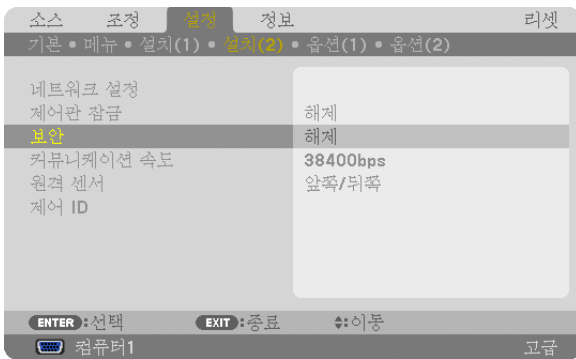 소스 조정 설정 정보 리셋
기본 • 메뉴 • 설치(1) • 설치(2) • 옵션(1) • 옵션(2)
네트워크 설정
제어판 잠금 해제
보안 해제
커뮤니케이션 속도 38400bps
원격 센서 앞쪽/뒤쪽
제어 ID
ENTER :선택 EXIT :종료 :이동
컴퓨터1 고급